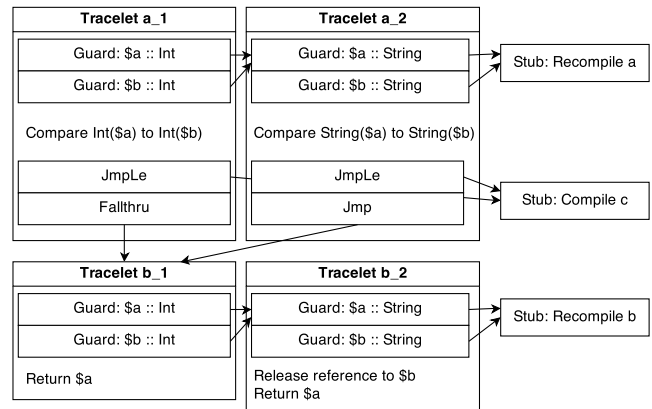 Tracelet a_1
Guard: $a :: Int
Guard: $b :: Int
Compare Int($a) to Int($b)
JmpLe
Fallthru
Tracelet a_2
Guard: $a :: String
Guard: $b :: String
Compare String($a) to String($b)
JmpLe
Jmp
Stub: Recompile a
Stub: Compile c
Tracelet b_1
Guard: $a :: Int
Guard: $b :: Int
Return $a
Tracelet b_2
Guard: $a :: String
Guard: $b :: String
Release reference to $b
Return $a
Stub: Recompile b